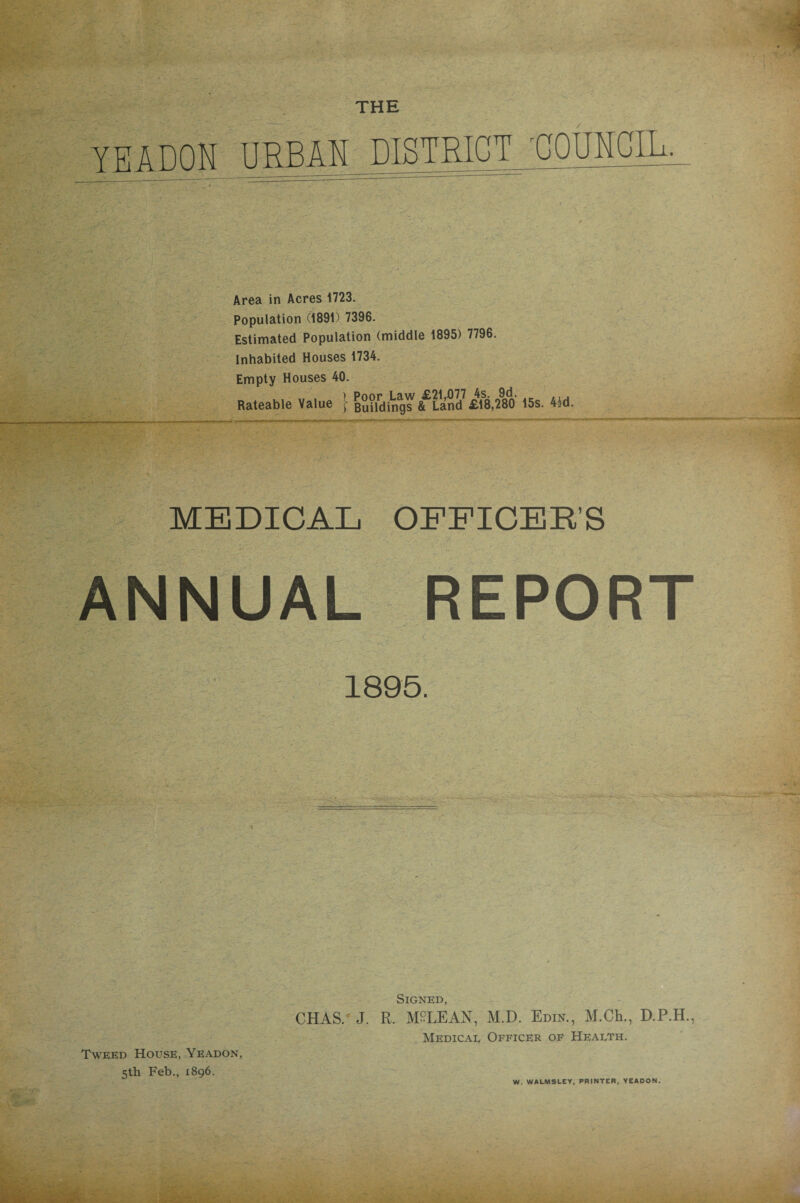 THE
YEADON URBAN DISTRICT COUNCIL.
Area in Acres 1723.
Population (1891) 7396.
Estimated Population (middle 1895) 7796.
Inhabited Houses 1734.
Empty Houses 40.
Rateable Value } Poor Law £21,077 4s. 9d.
} Buildings & Land £18,280 15s. 4½d.
MEDICAL OFFICER'S
ANNUAL REPORT
1895.
SIGNED,
CHAS. J. R. McLEAN, M.D. EDIN., M.Ch., D.P.H.,
MEDICAL OFFICER OF HEALTH.
TWEED HOUSE, YEADON,
5th Feb., 1896.
W. WALMSLEY, PRINTER, YEADON.